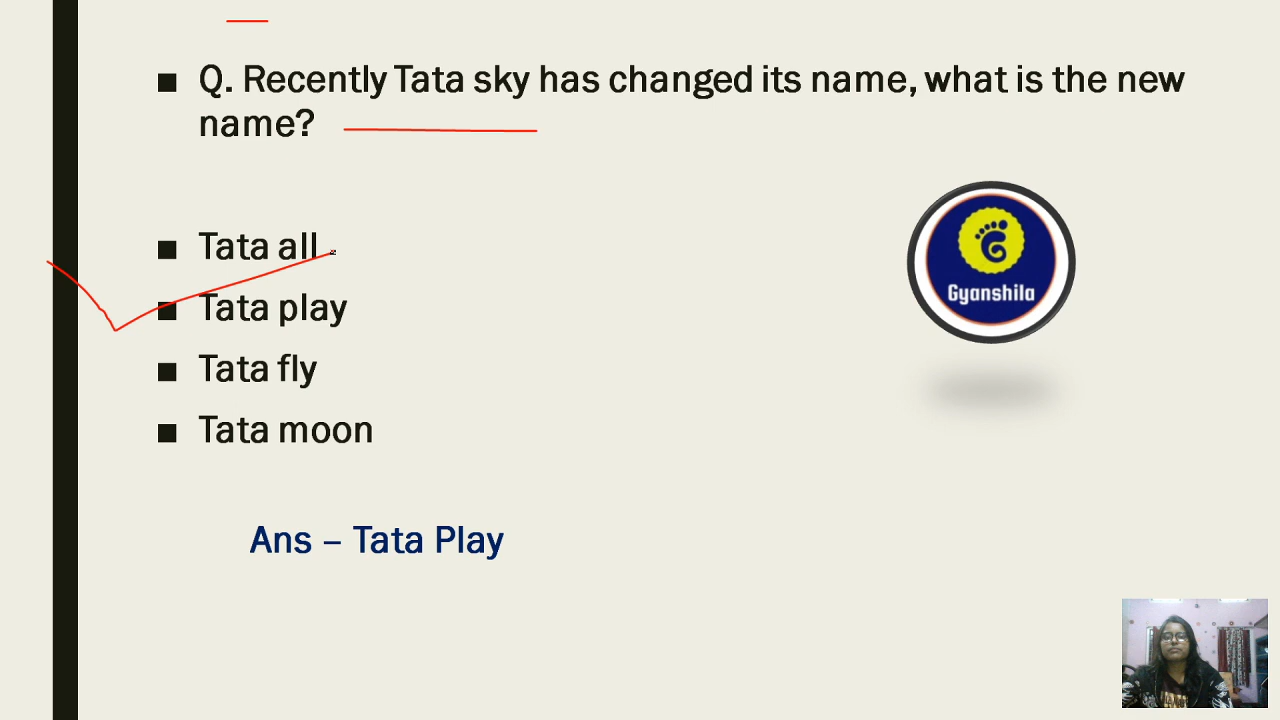 Q. Recently Tata sky has changed its name, what is the new
name?
Tata all
Tata play
Gyanshila
Tata fly
Tata moon
Ans – Tata Play